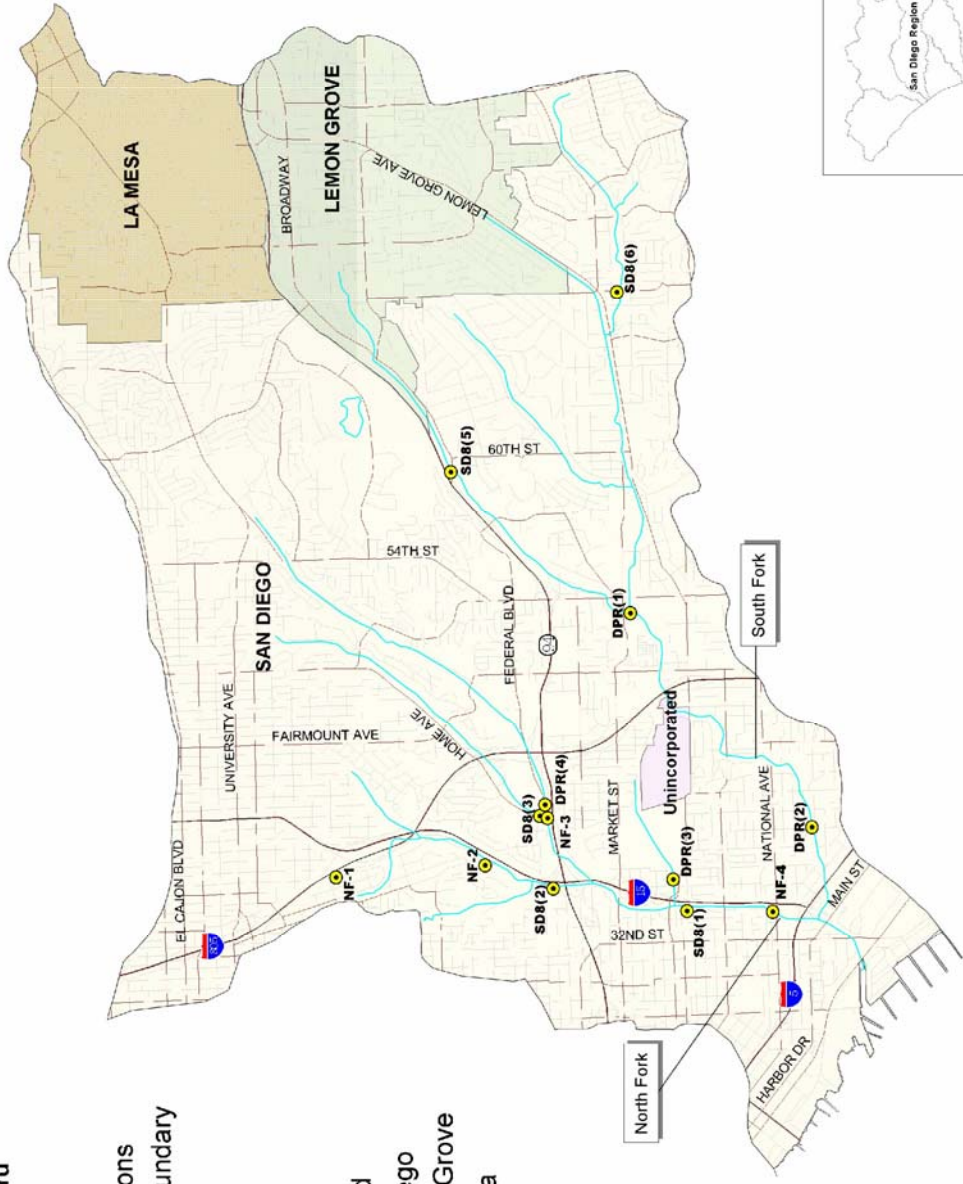 ru
ons
undary
d
ego
Grove
a
LA MESA
BROADWAY
LEMON GROVE
LEMON GROVE AVE
San Diego Region
EL CAJON BLVD
UNIVERSITY AVE
SAN DIEGO
FAIRMOUNT AVE
HOME AVE
54TH ST
60TH ST
FEDERAL BLVD
94
805
NF-1
NF-2
SD8(2)
SD8(3)
DPR(4)
NF-3
SD8(5)
SD8(6)
DPR(1)
MARKET ST
Unincorporated
15
DPR(3)
SD8(1)
32ND ST
NATIONAL AVE
NF-4
DPR(2)
MAIN ST
5
HARBOR DR
South Fork
North Fork